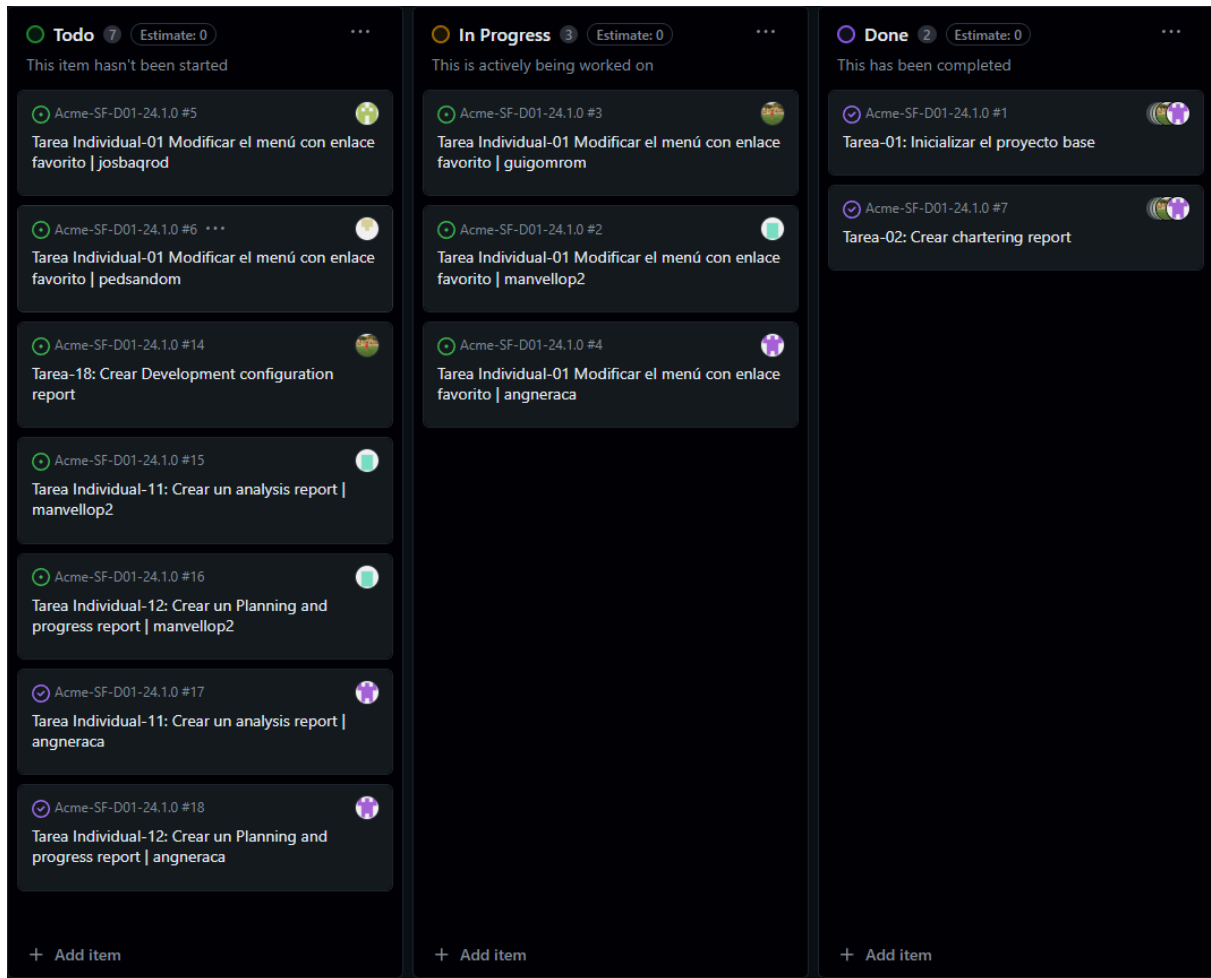 Todo 7 Estimate: 0 ...
This item hasn't been started
Acme-SF-D01-24.1.0 #5
Tarea Individual-01 Modificar el menú con enlace
favorito | josbaqrod
Acme-SF-D01-24.1.0 #6 ...
Tarea Individual-01 Modificar el menú con enlace
favorito | pedsandom
Acme-SF-D01-24.1.0 #14
Tarea-18: Crear Development configuration
report
Acme-SF-D01-24.1.0 #15
Tarea Individual-11: Crear un analysis report |
manvellop2
Acme-SF-D01-24.1.0 #16
Tarea Individual-12: Crear un Planning and
progress report | manvellop2
Acme-SF-D01-24.1.0 #17
Tarea Individual-11: Crear un analysis report |
angneraca
Acme-SF-D01-24.1.0 #18
Tarea Individual-12: Crear un Planning and
progress report | angneraca
+ Add item
In Progress 3 Estimate: 0 ...
This is actively being worked on
Acme-SF-D01-24.1.0 #3
Tarea Individual-01 Modificar el menú con enlace
favorito | guigomrom
Acme-SF-D01-24.1.0 #2
Tarea Individual-01 Modificar el menú con enlace
favorito | manvellop2
Acme-SF-D01-24.1.0 #4
Tarea Individual-01 Modificar el menú con enlace
favorito | angneraca
+ Add item
Done 2 Estimate: 0 ...
This has been completed
Acme-SF-D01-24.1.0 #1
Tarea-01: Inicializar el proyecto base
Acme-SF-D01-24.1.0 #7
Tarea-02: Crear chartering report
+ Add item